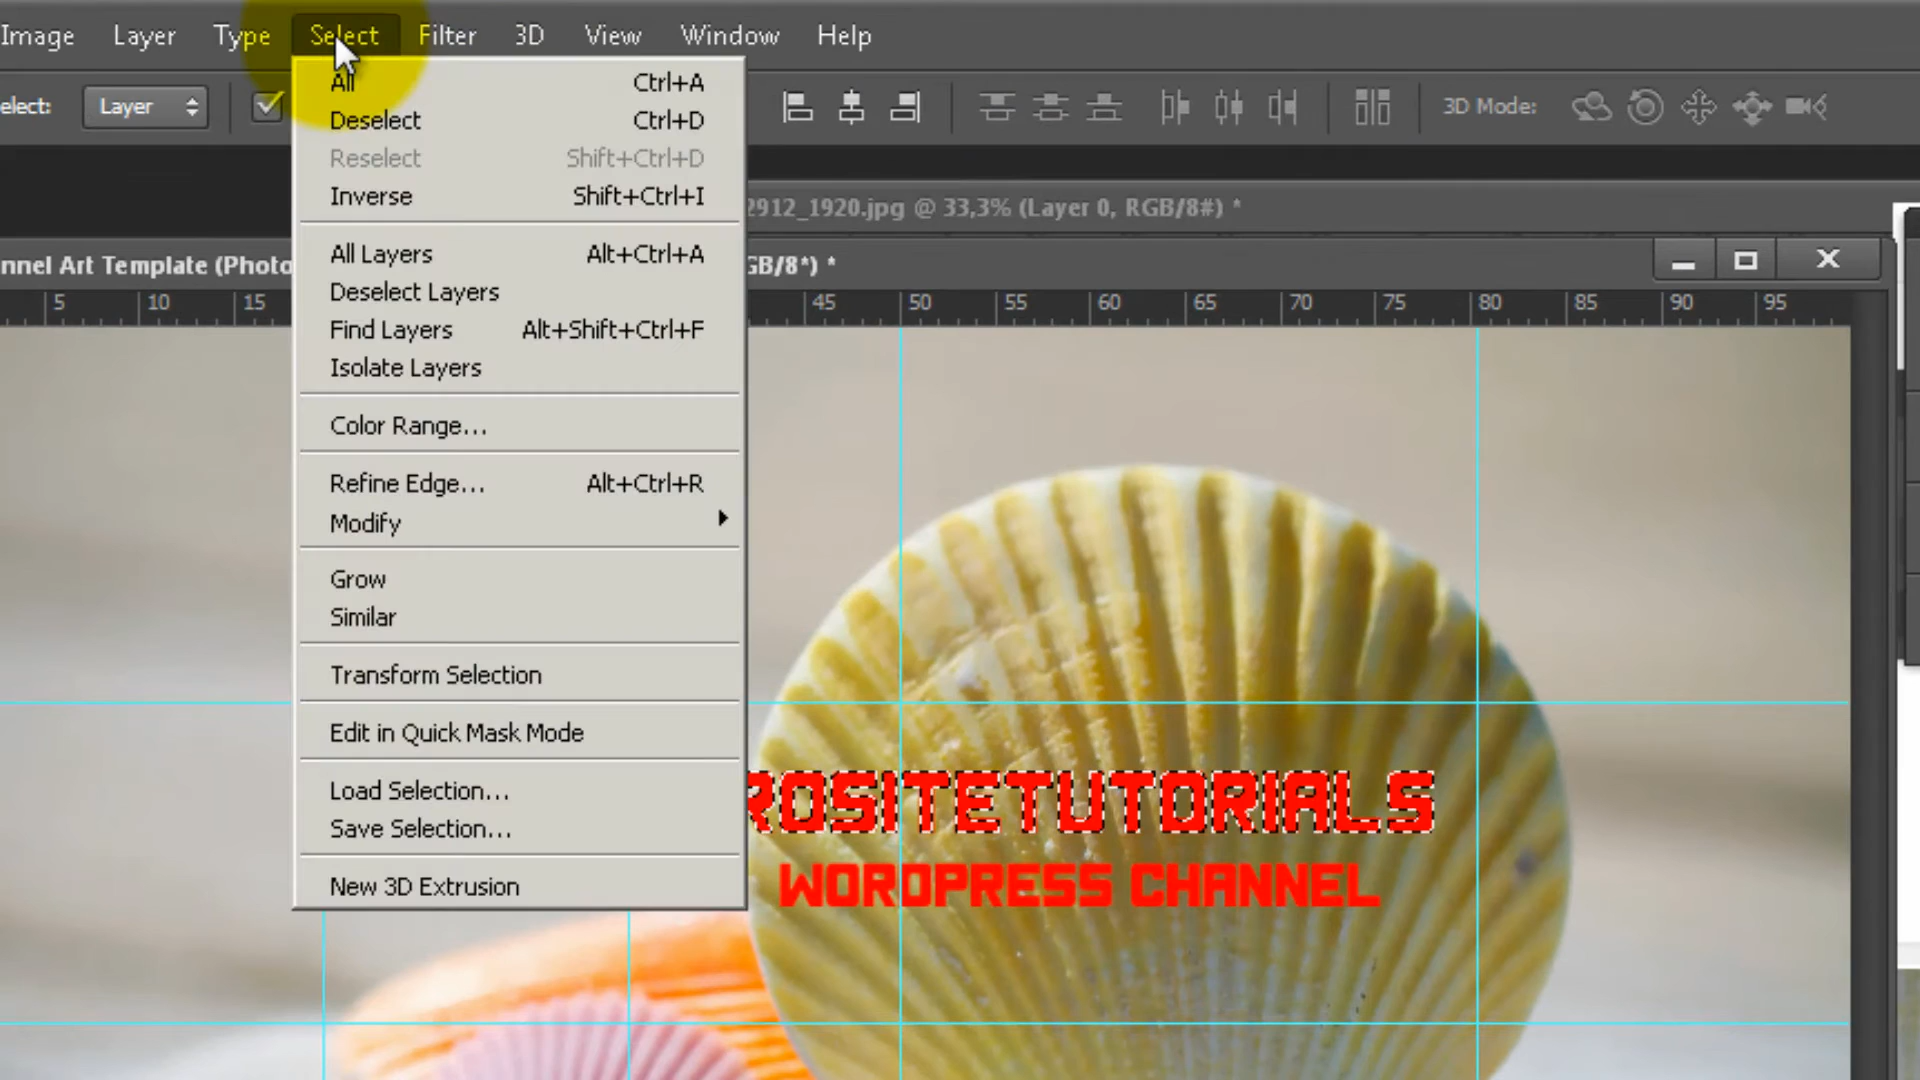 Image Layer Type Select Filter 3D View Window Help
elect: Layer 3D Mode:
All Ctrl+A
Deselect Ctrl+D
Reselect Shift+Ctrl+D
Inverse Shift+Ctrl+I
2912_1920.jpg @ 33,3% (Layer 0, RGB/8#) *
All Layers Alt+Ctrl+A
nnel Art Template (Photo GB/8*) *
Deselect Layers
5 10 15 45 50 55 60 65 70 75 80 85 90 95
Find Layers Alt+Shift+Ctrl+F
Isolate Layers
Color Range...
Refine Edge... Alt+Ctrl+R
Modify
Grow
Similar
Transform Selection
Edit in Quick Mask Mode
Load Selection...
ROSITETUTORIALS
Save Selection...
WORDPRESS CHANNEL
New 3D Extrusion